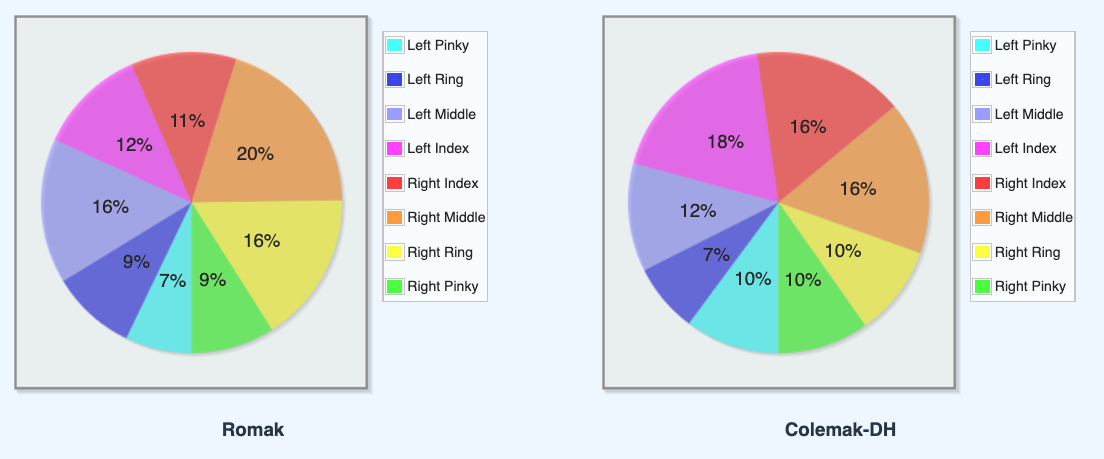 11%
20%
12%
16%
16%
9%
7%
9%
Left Pinky
Left Ring
Left Middle
Left Index
Right Index
Right Middle
Right Ring
Right Pinky
Romak
16%
18%
16%
12%
10%
7%
10%
10%
Left Pinky
Left Ring
Left Middle
Left Index
Right Index
Right Middle
Right Ring
Right Pinky
Colemak-DH